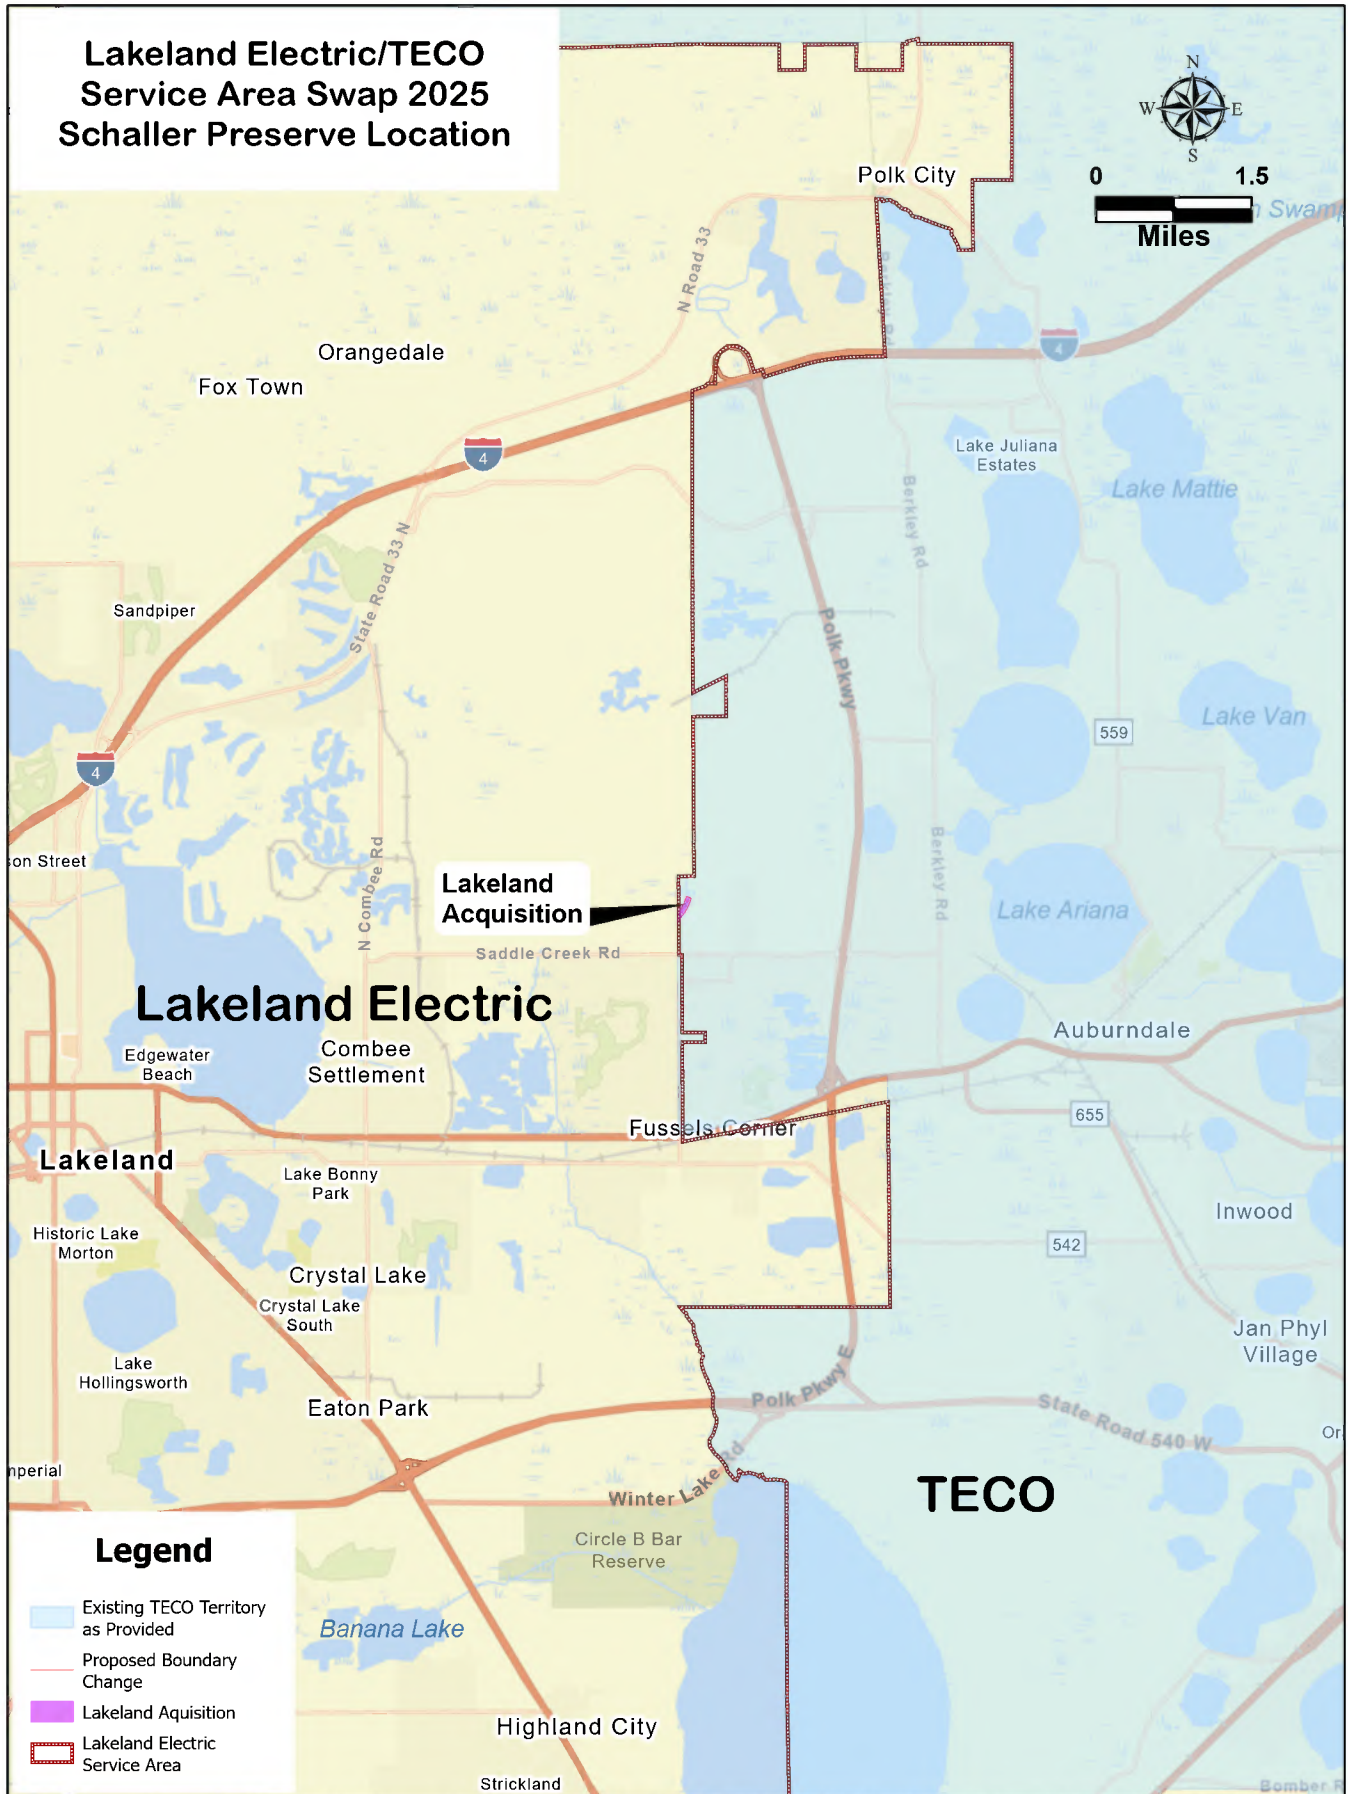 Lakeland Electric/TECO
Service Area Swap 2025
Schaller Preserve Location
N
W
E
S
0
1.5
Miles
Swamp
Polk City
N Road 33
Berkley Rd
4
Orangedale
Fox Town
4
Lake Juliana
Estates
Lake Mattie
Berkley Rd
State Road 33 N
Sandpiper
Polk Pkwy
Lake Van
559
4
son Street
N Combee Rd
Berkley Rd
Lakeland
Acquisition
Lake Ariana
Saddle Creek Rd
Lakeland Electric
Auburndale
Combee
Settlement
Edgewater
Beach
655
Fussels Corner
Lakeland
Lake Bonny
Park
Inwood
Historic Lake
Morton
542
Crystal Lake
Crystal Lake
South
Jan Phyl
Village
Lake
Hollingsworth
Polk Pkwy E
Eaton Park
State Road 540 W
Or
mperial
Winter Lake Rd
TECO
Circle B Bar
Reserve
Legend
Existing TECO Territory
as Provided
Proposed Boundary
Change
Lakeland Aquisition
Lakeland Electric
Service Area
Banana Lake
Highland City
Strickland
Bomber R